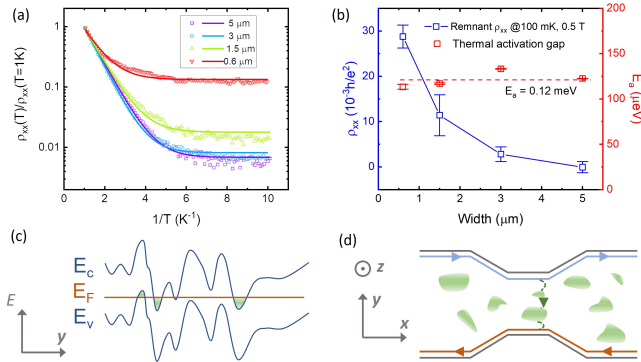 (a)
5 μm
3 μm
1.5 μm
0.6 μm
1
0.1
0.01
ρxx(T)/ρxx(T=1K)
0 2 4 6 8 10
1/T (K⁻¹)
(b)
Remnant ρxx @100 mK, 0.5 T
Thermal activation gap
Ea = 0.12 meV
30
20
10
0
ρxx (10⁻³h/e²)
200
150
100
50
0
Ea (μeV)
0 1 2 3 4 5
Width (μm)
(c)
Ec
EF
Ev
E
y
(d)
z
y
x